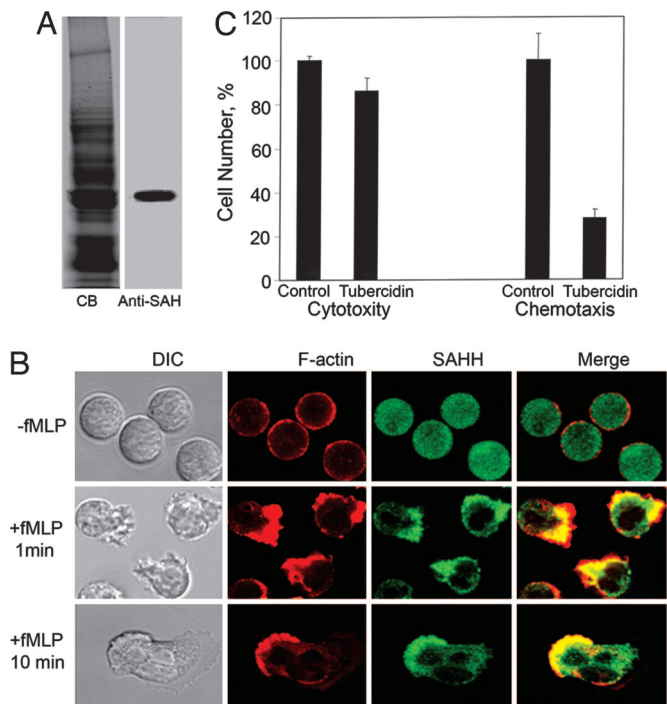 A
CB Anti-SAH
C
Cell Number, %
120
100
80
60
40
20
0
Control Tubercidin Control Tubercidin
Cytotoxity Chemotaxis
B
DIC F-actin SAHH Merge
-fMLP
+fMLP
1min
+fMLP
10 min